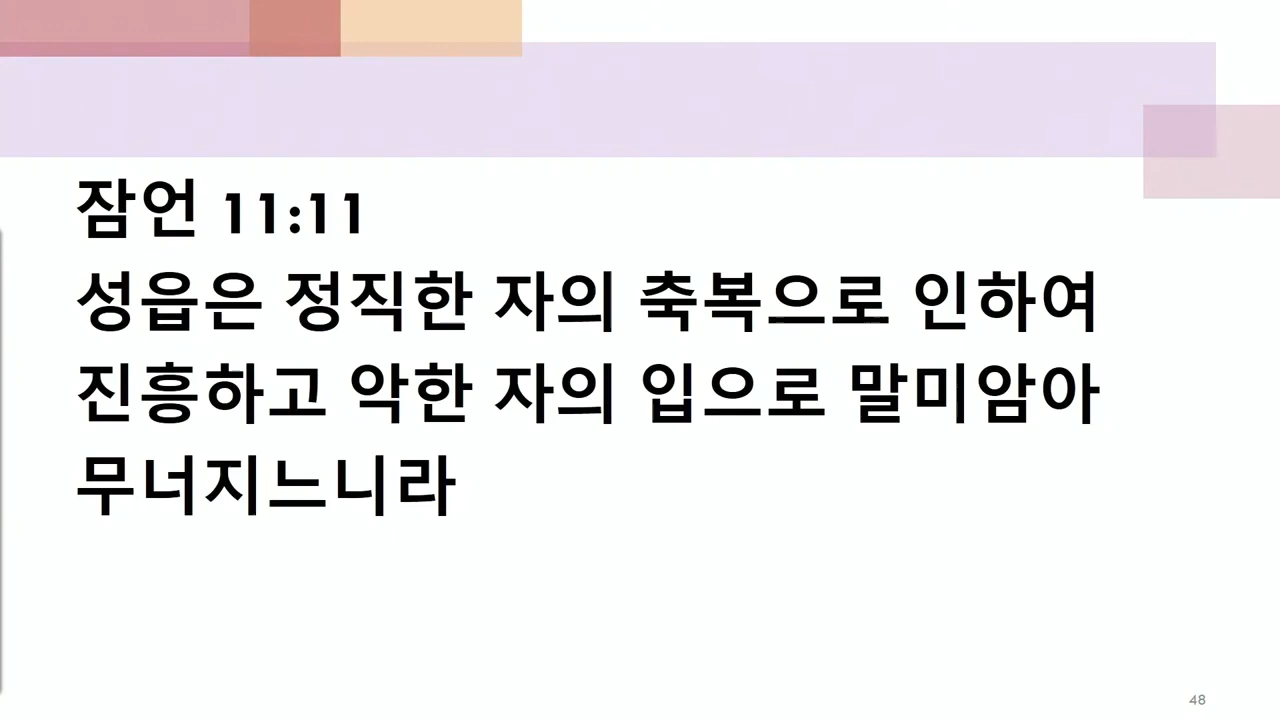 잠언 11:11
성읍은 정직한 자의 축복으로 인하여
진흥하고 악한 자의 입으로 말미암아
무너지느니라
48